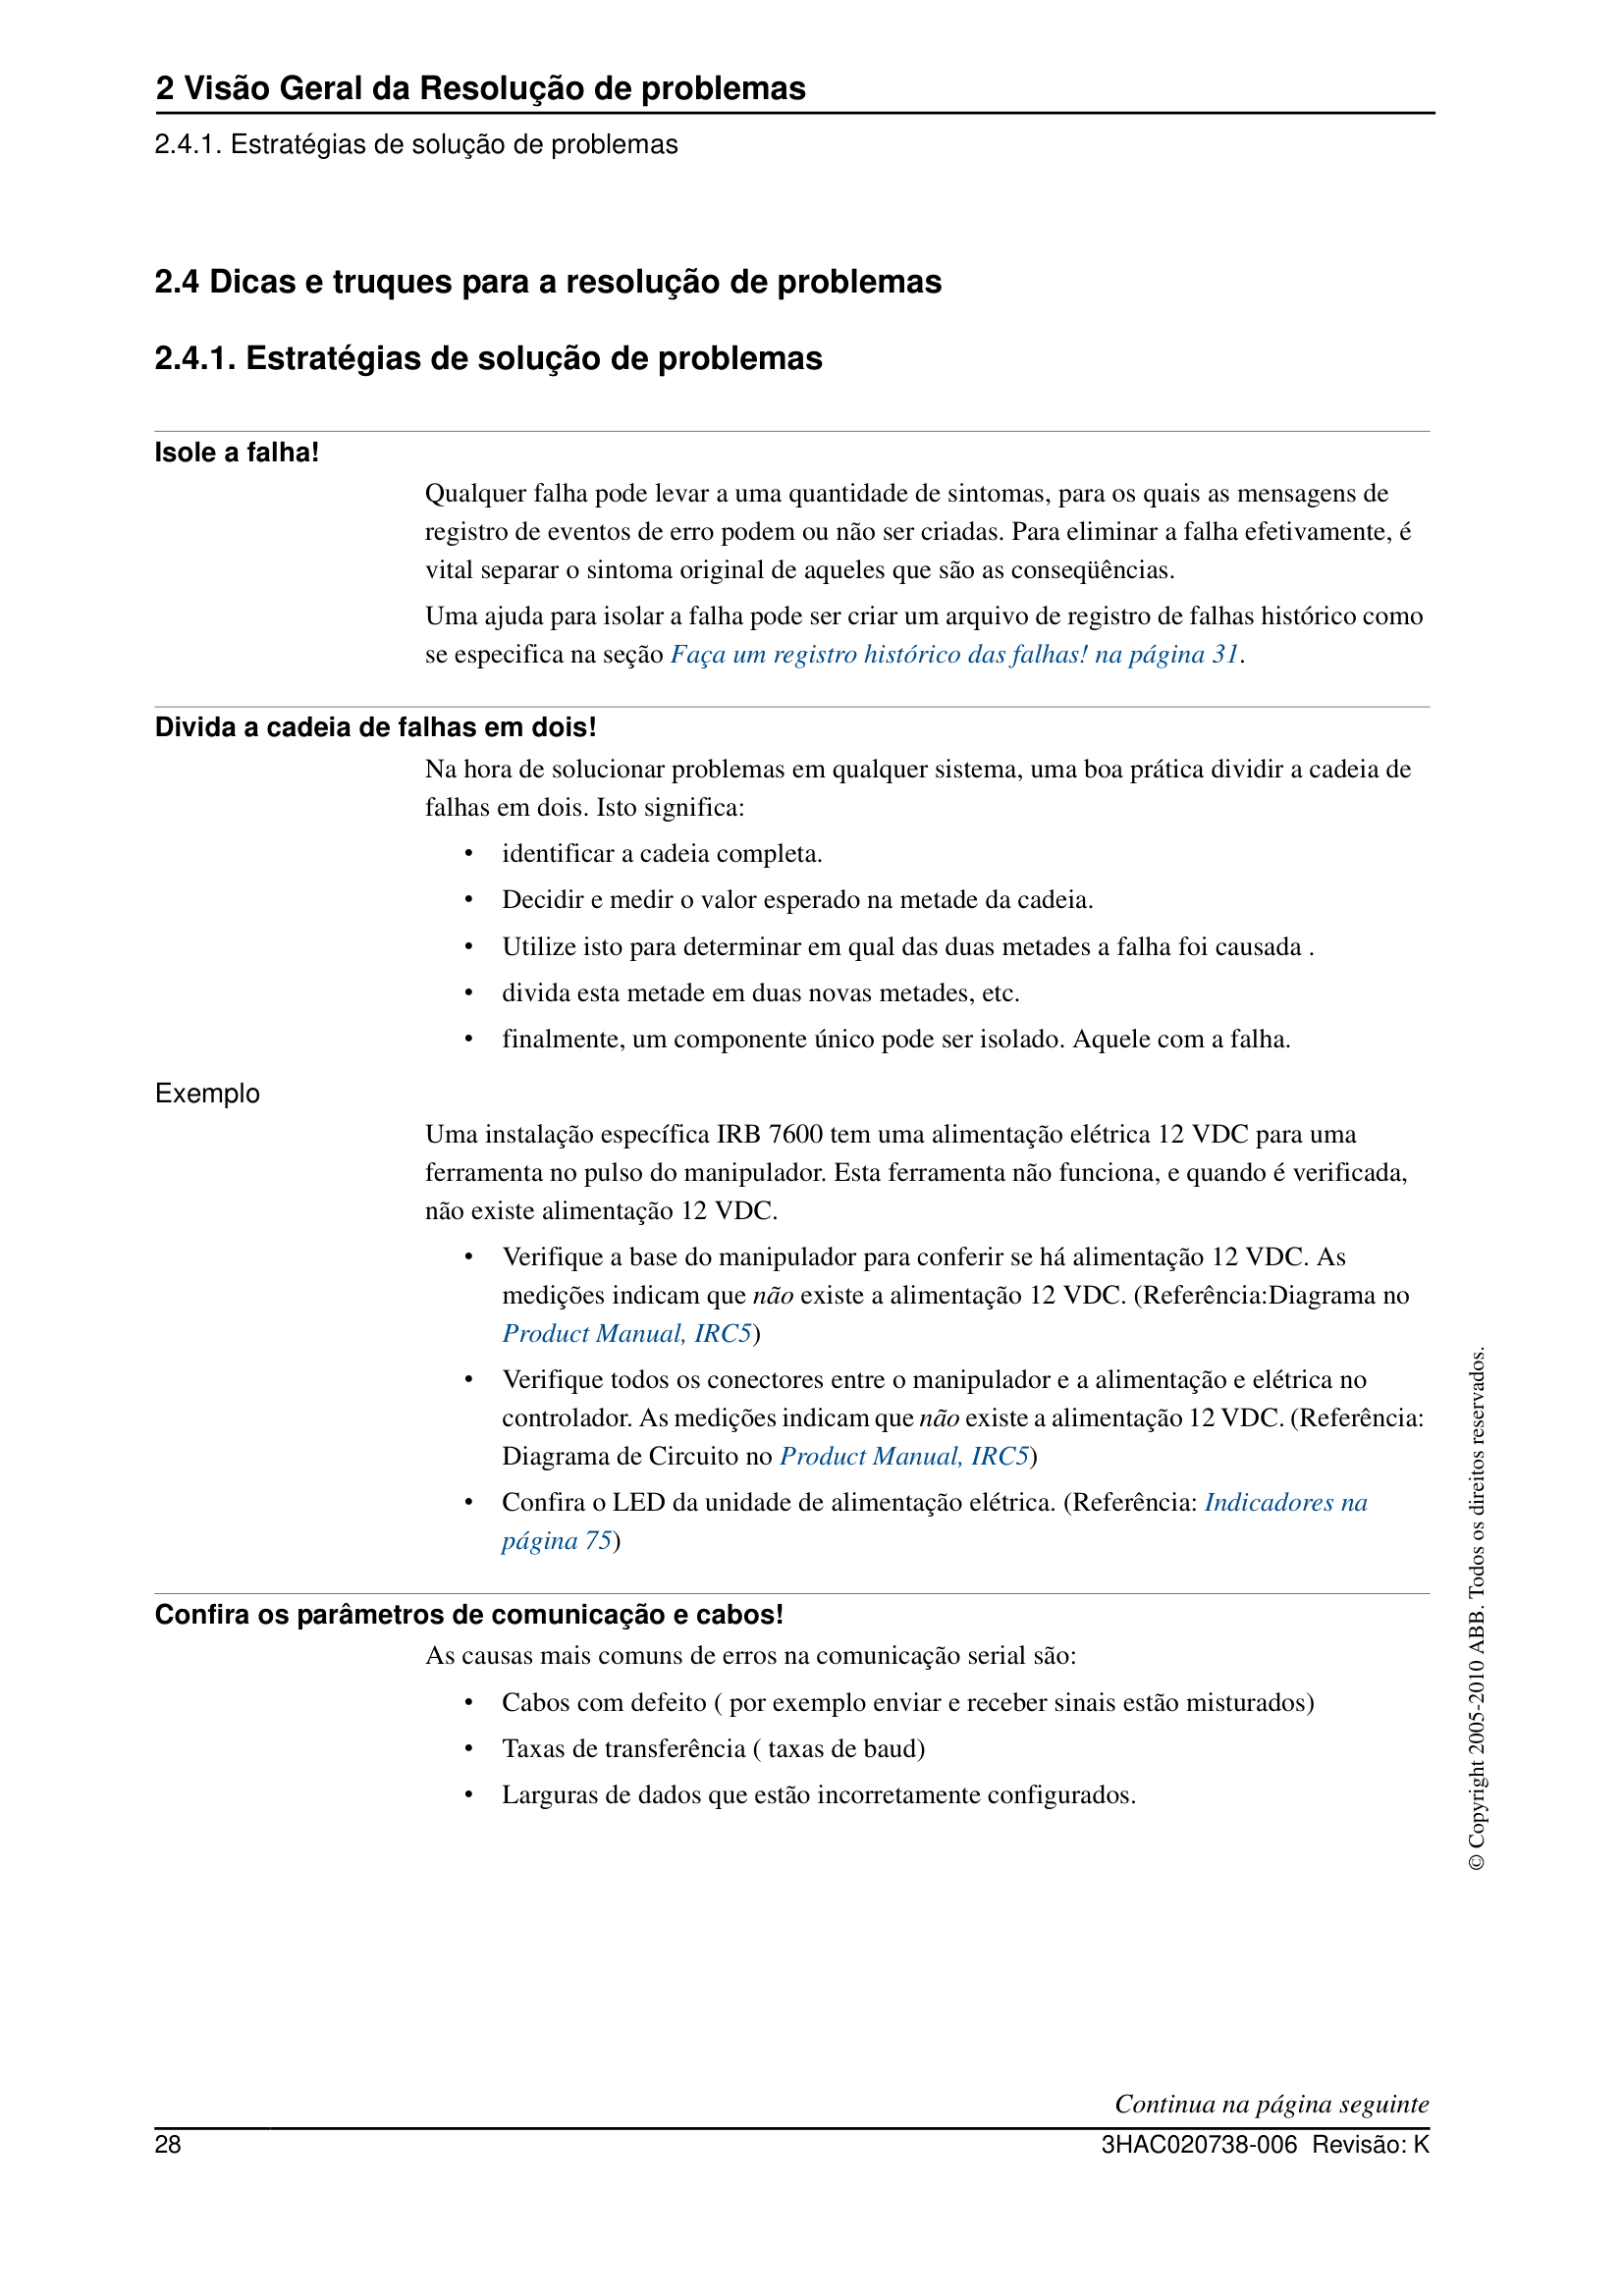 2 Visão Geral da Resolução de problemas
2.4.1. Estratégias de solução de problemas
2.4 Dicas e truques para a resolução de problemas
2.4.1. Estratégias de solução de problemas
Isole a falha!
Qualquer falha pode levar a uma quantidade de sintomas, para os quais as mensagens de
registro de eventos de erro podem ou não ser criadas. Para eliminar a falha efetivamente, é
vital separar o sintoma original de aqueles que são as conseqüências.
Uma ajuda para isolar a falha pode ser criar um arquivo de registro de falhas histórico como
se especifica na seção Faça um registro histórico das falhas! na página 31.
Divida a cadeia de falhas em dois!
Na hora de solucionar problemas em qualquer sistema, uma boa prática dividir a cadeia de
falhas em dois. Isto significa:
• identificar a cadeia completa.
• Decidir e medir o valor esperado na metade da cadeia.
• Utilize isto para determinar em qual das duas metades a falha foi causada .
• divida esta metade em duas novas metades, etc.
• finalmente, um componente único pode ser isolado. Aquele com a falha.
Exemplo
Uma instalação específica IRB 7600 tem uma alimentação elétrica 12 VDC para uma
ferramenta no pulso do manipulador. Esta ferramenta não funciona, e quando é verificada,
não existe alimentação 12 VDC.
• Verifique a base do manipulador para conferir se há alimentação 12 VDC. As
medições indicam que não existe a alimentação 12 VDC. (Referência:Diagrama no
Product Manual, IRC5)
• Verifique todos os conectores entre o manipulador e a alimentação e elétrica no
controlador. As medições indicam que não existe a alimentação 12 VDC. (Referência:
Diagrama de Circuito no Product Manual, IRC5)
• Confira o LED da unidade de alimentação elétrica. (Referência: Indicadores na
página 75)
Confira os parâmetros de comunicação e cabos!
As causas mais comuns de erros na comunicação serial são:
• Cabos com defeito ( por exemplo enviar e receber sinais estão misturados)
• Taxas de transferência ( taxas de baud)
• Larguras de dados que estão incorretamente configurados.
© Copyright 2005-2010 ABB. Todos os direitos reservados.
Continua na página seguinte
28
3HAC020738-006 Revisão: K